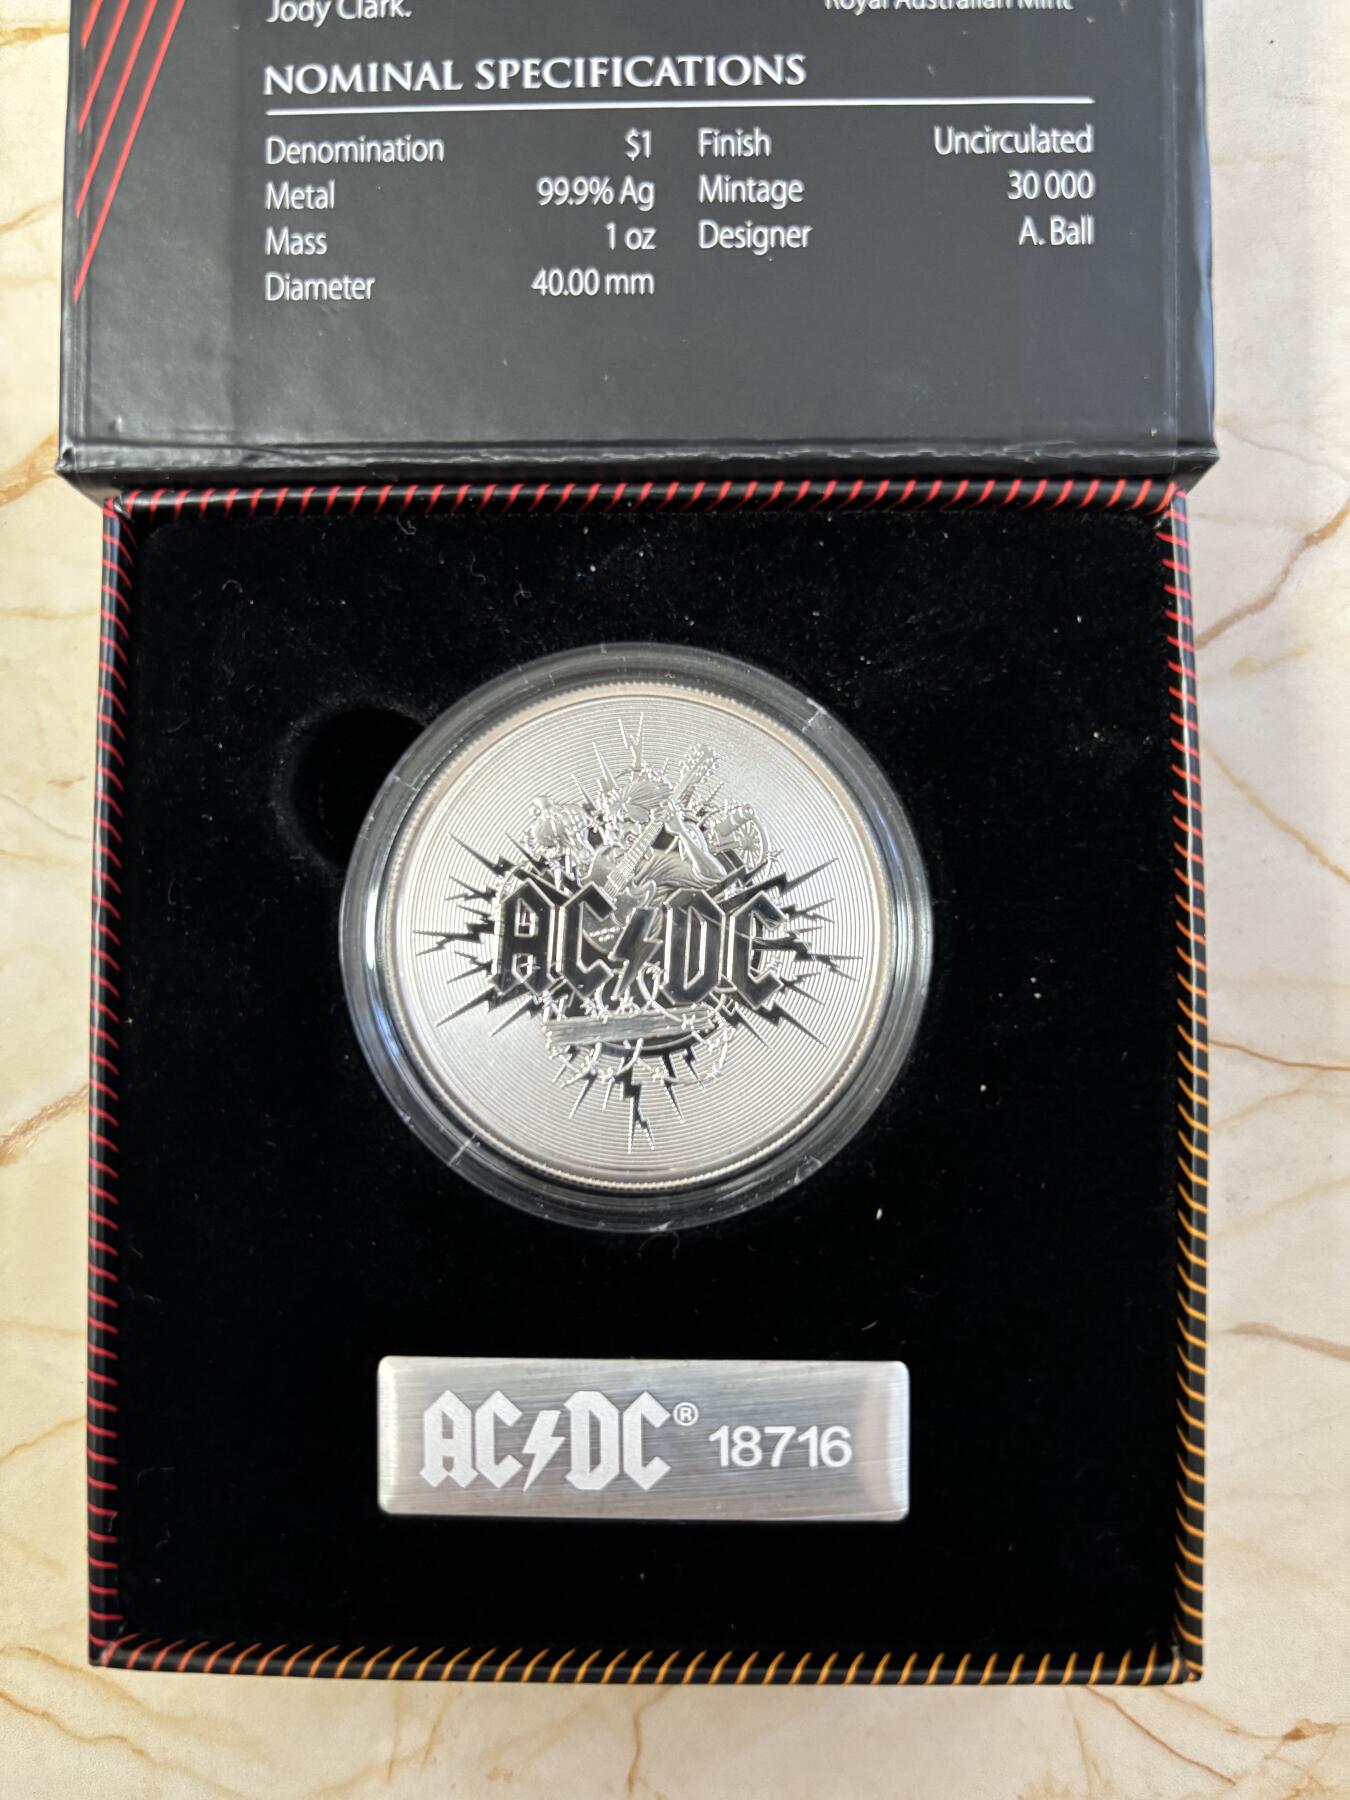 Jody Clark.
Royal Australian Mint
NOMINAL SPECIFICATIONS
Denomination $1 Finish Uncirculated
Metal 99.9% Ag Mintage 30 000
Mass 1 oz Designer A. Ball
Diameter 40.00 mm
AC⚡DC
AC⚡DC® 18716